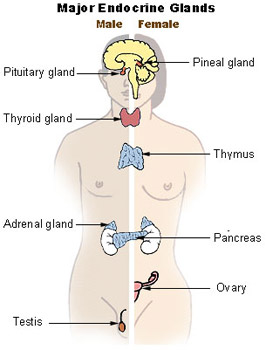 Major Endocrine Glands
Male Female
Pineal gland
Pituitary gland
Thyroid gland
Thymus
Adrenal gland
Pancreas
Ovary
Testis